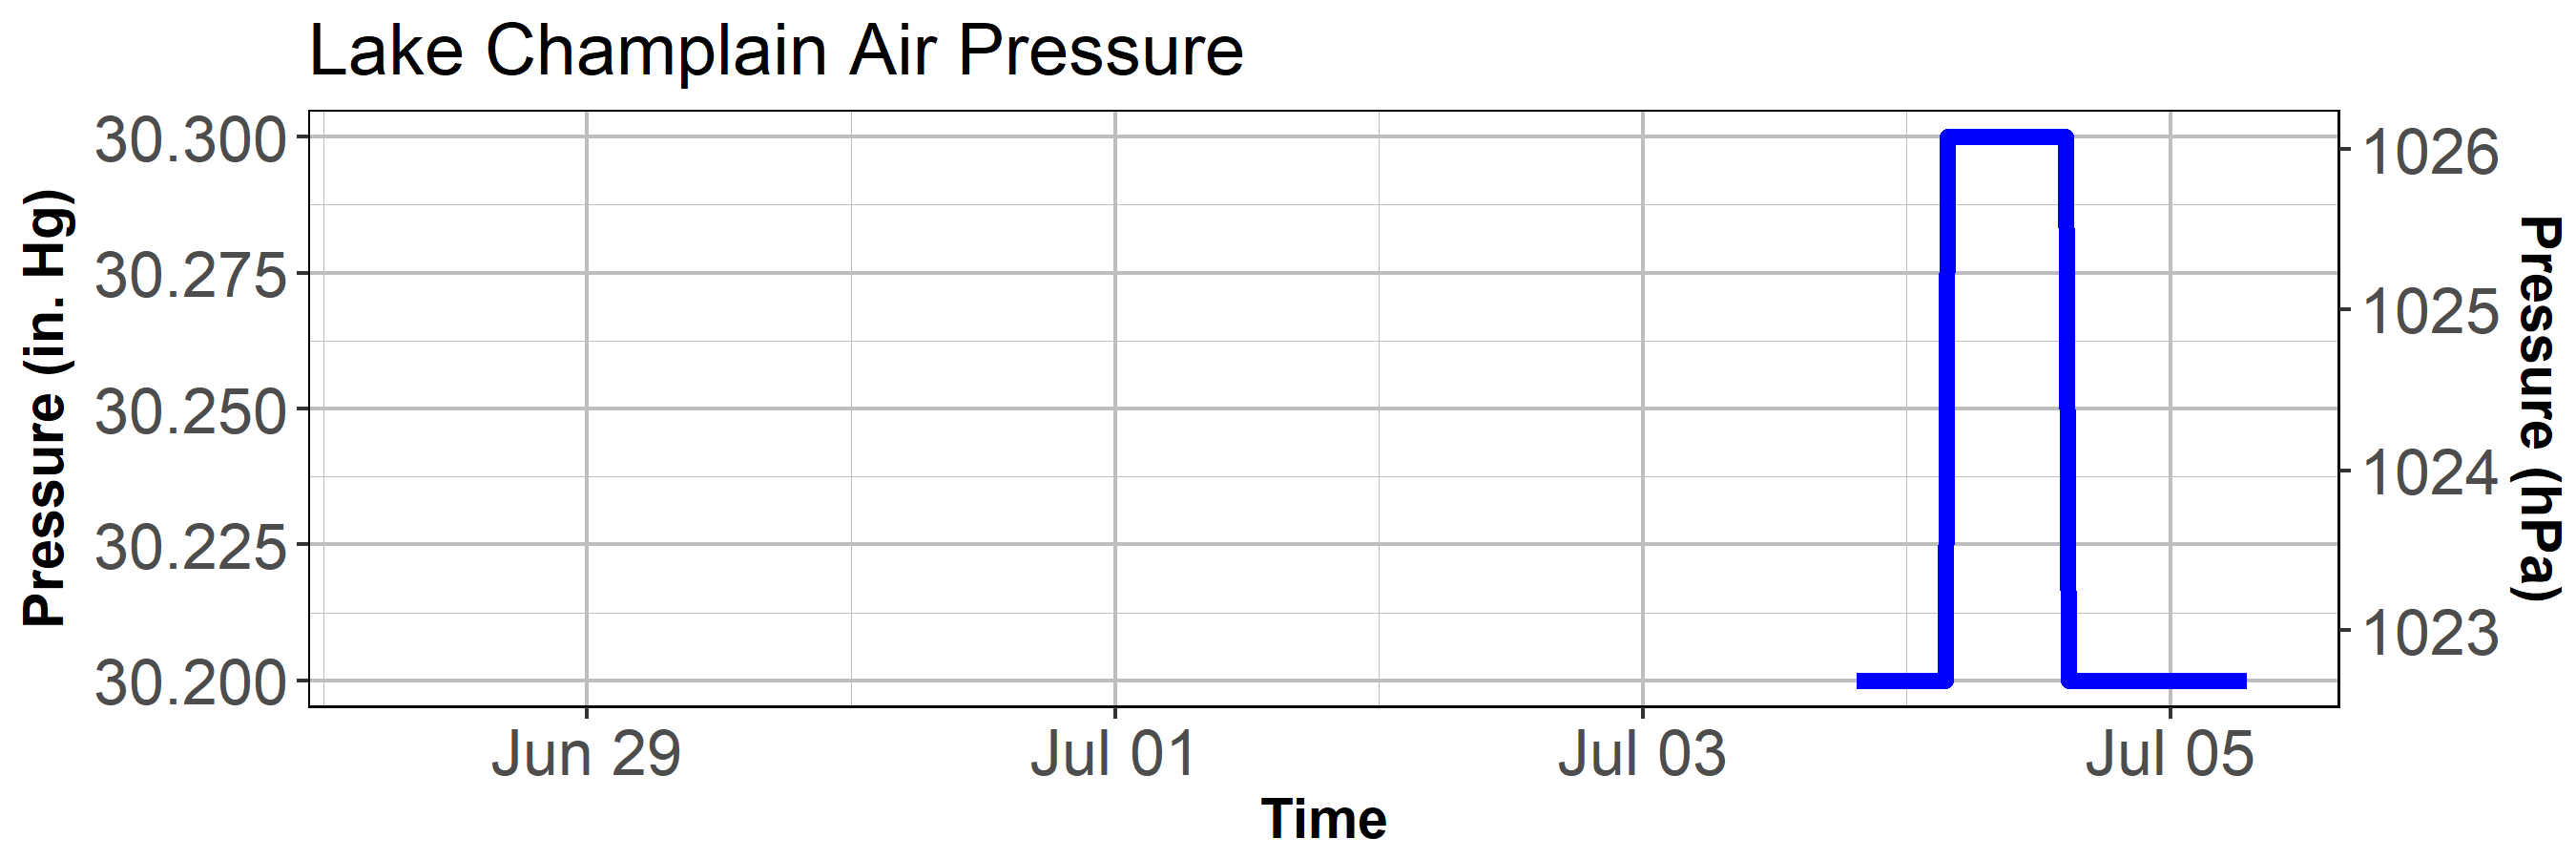 Lake Champlain Air Pressure
30.300
30.275
30.250
30.225
30.200
Pressure (in. Hg)
1026
1025
1024
1023
Pressure (hPa)
Jun 29
Jul 01
Jul 03
Jul 05
Time